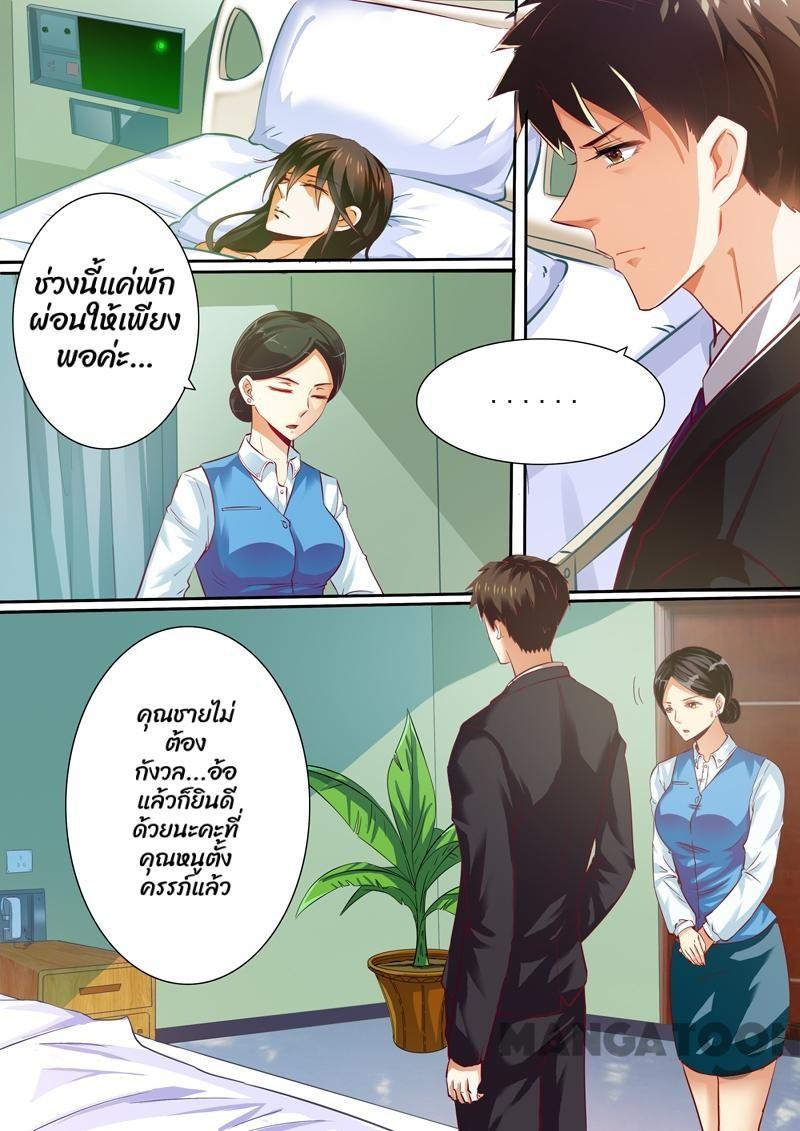 ช่วงนี้แค่พัก
ผ่อนให้เพียง
พอค่ะ...
......
คุณชายไม่
ต้อง
กังวล...อ้อ
แล้วก็ยินดี
ด้วยนะคะที่
คุณหนูตั้ง
ครรภ์แล้ว
MANGATOON